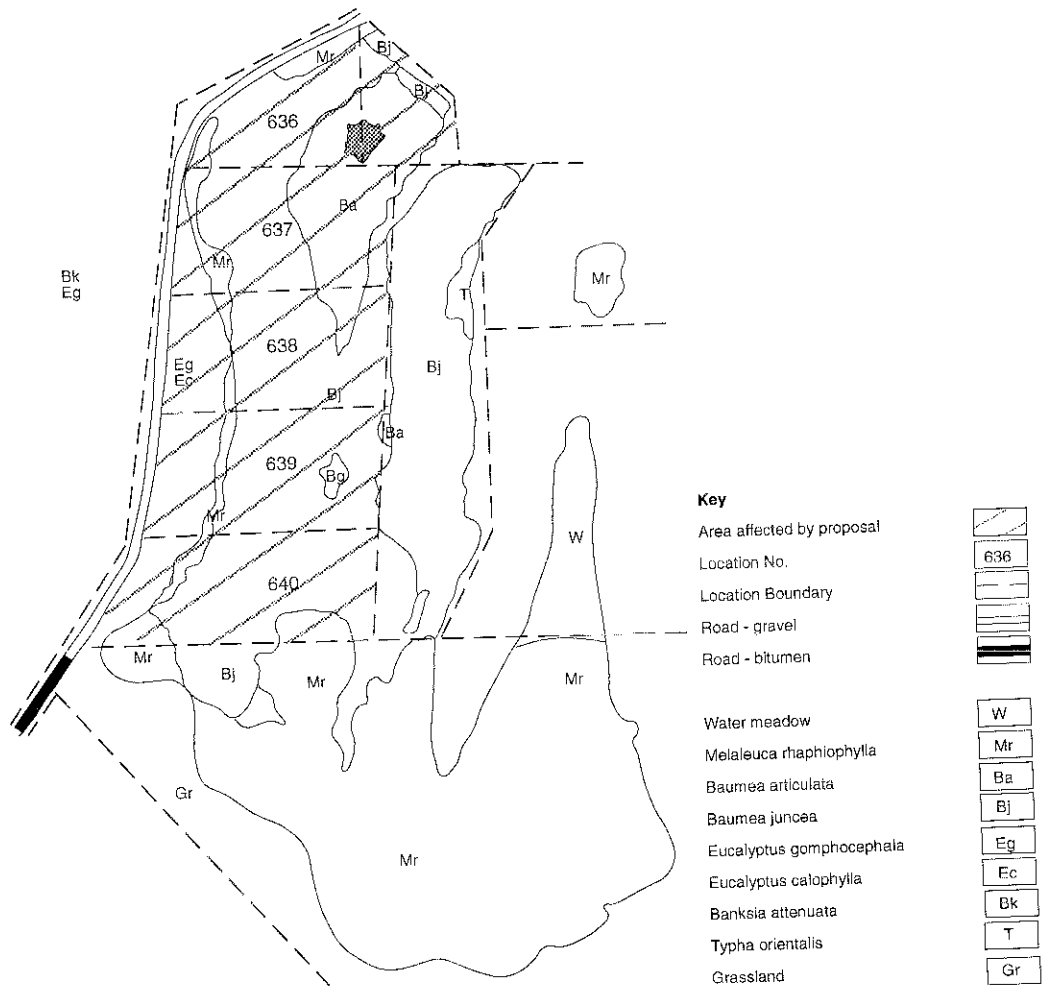 Bj
Mr
Bj
636
Ba
637
Mr
Bk
Eg
Mr
T
638
Eg
Ec
Bj
Bj
Ba
639
Bg
Mr
W
640
Mr
Bj
Mr
Mr
Gr
Mr
Key
Area affected by proposal
Location No. 636
Location Boundary
Road - gravel
Road - bitumen
Water meadow W
Melaleuca rhaphiophylla Mr
Baumea articulata Ba
Baumea juncea Bj
Eucalyptus gomphocephala Eg
Eucalyptus calophylla Ec
Banksia attenuata Bk
Typha orientalis T
Grassland Gr